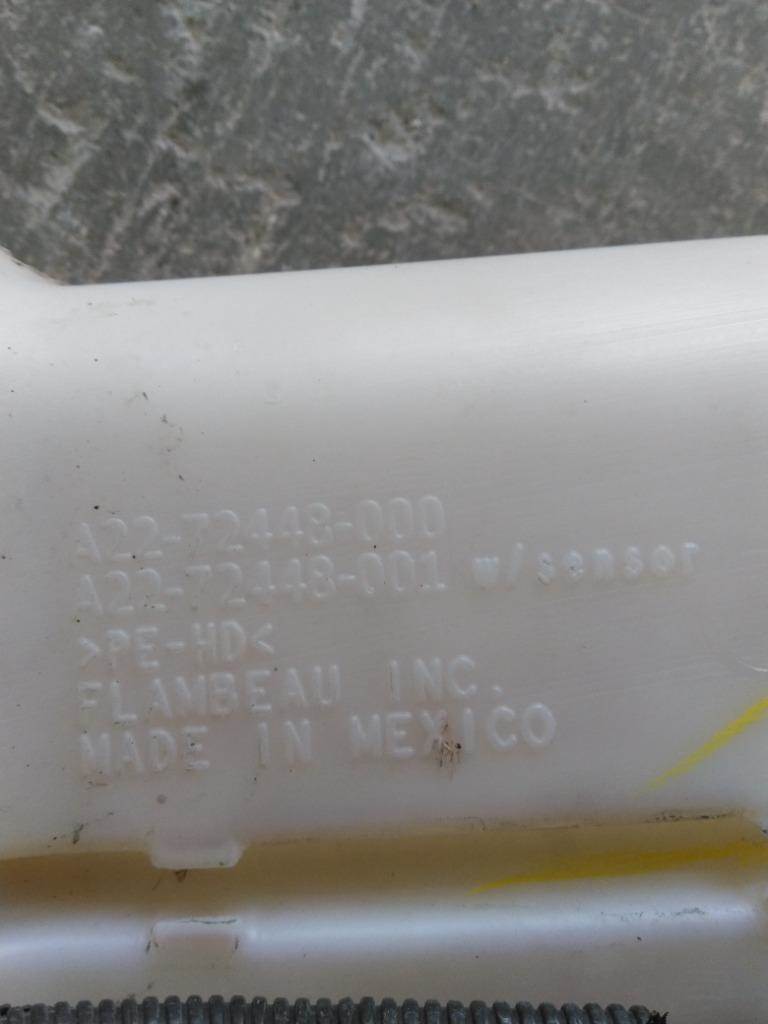 A22-72448-000
A22-72448-001 w/sensor
>PE-HD<
FLAMBEAU INC.
MADE IN MEXICO